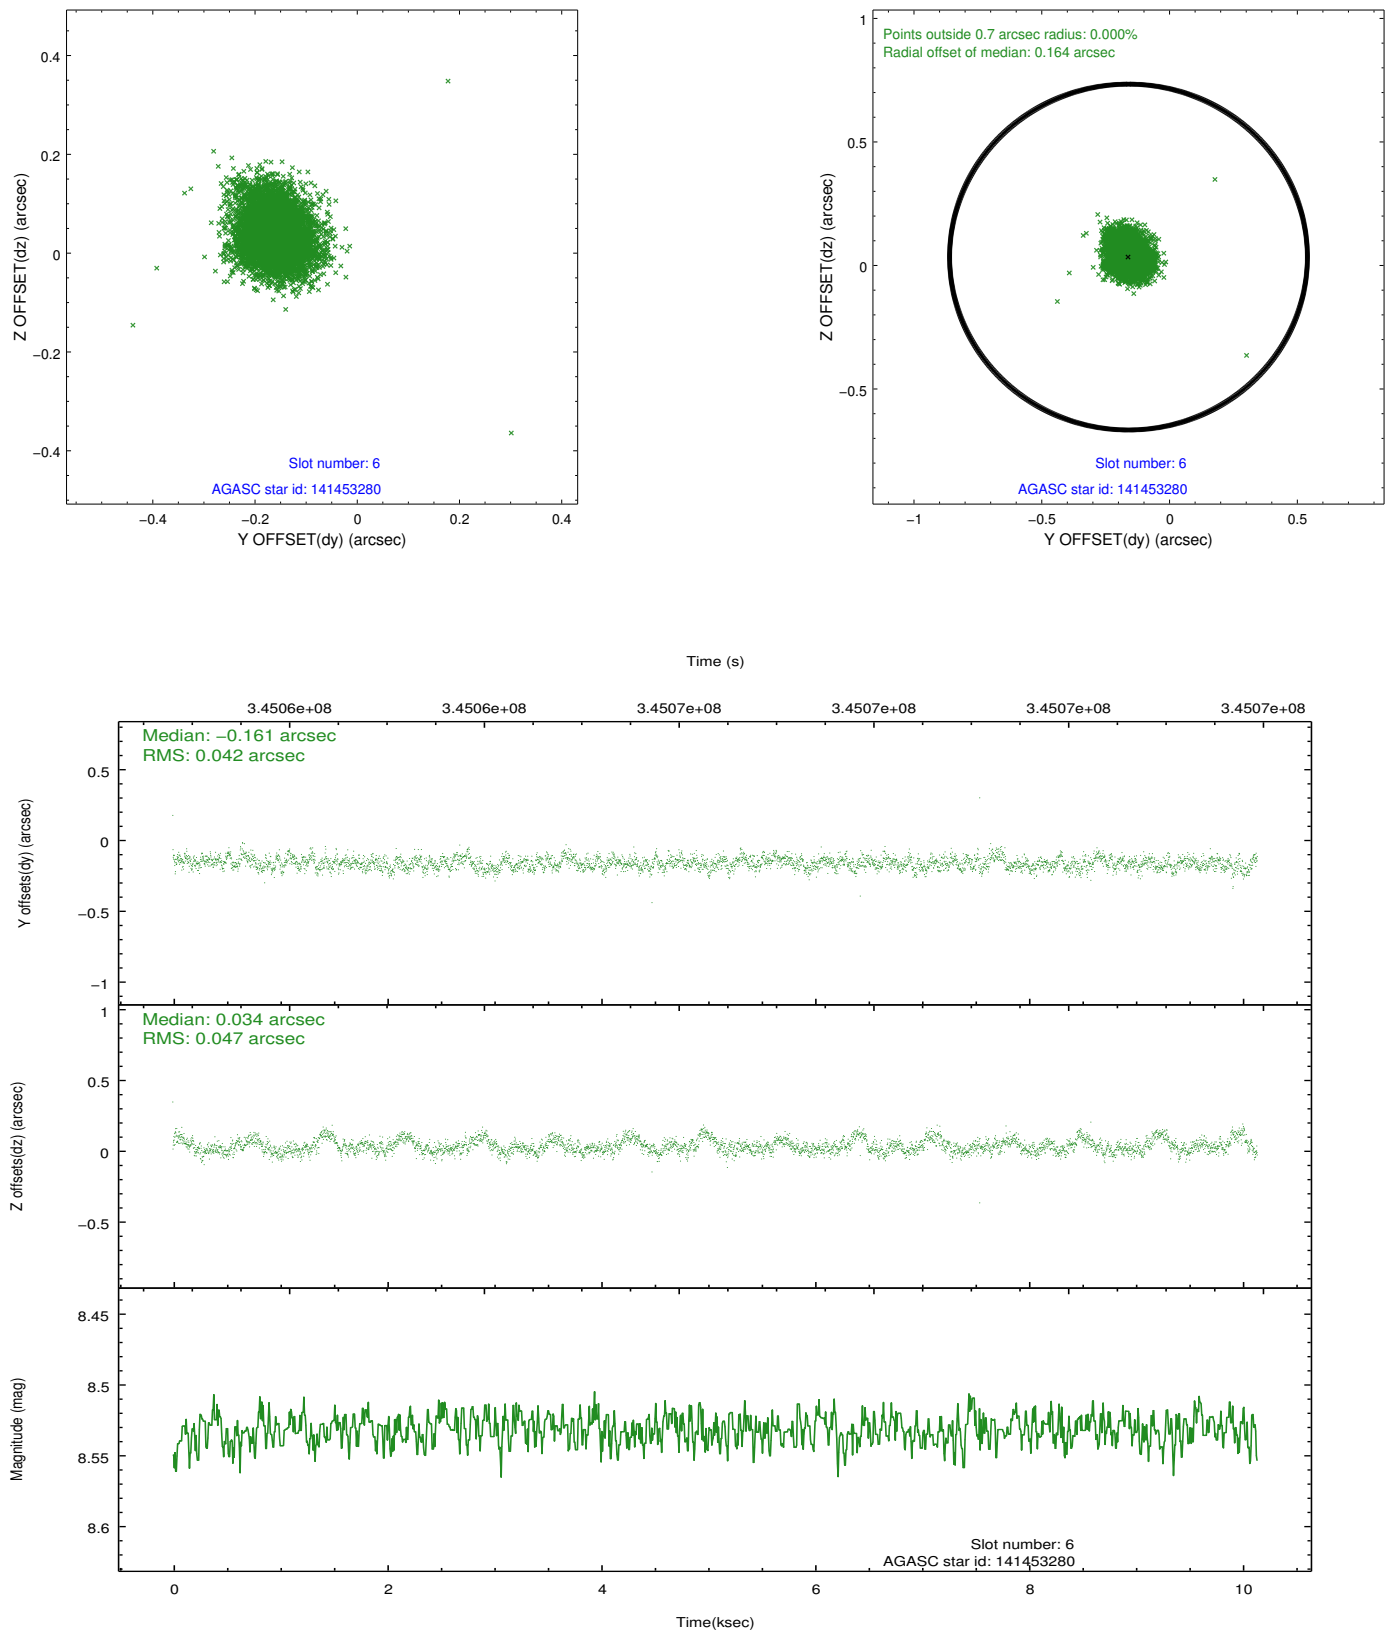 0.4
0.2
0
−0.2
−0.4
Z OFFSET(dz) (arcsec)
Slot number: 6
AGASC star id: 141453280
−0.4
−0.2
0
0.2
0.4
Y OFFSET(dy) (arcsec)
1
0.5
0
−0.5
Z OFFSET(dz) (arcsec)
Points outside 0.7 arcsec radius: 0.000%
Radial offset of median: 0.164 arcsec
Slot number: 6
AGASC star id: 141453280
−1
−0.5
0
0.5
Y OFFSET(dy) (arcsec)
Time (s)
3.4506e+08
3.4506e+08
3.4507e+08
3.4507e+08
3.4507e+08
3.4507e+08
Median: −0.161 arcsec
RMS: 0.042 arcsec
0.5
0
−0.5
−1
Y offsets(dy) (arcsec)
Median: 0.034 arcsec
RMS: 0.047 arcsec
1
0.5
0
−0.5
Z offsets(dz) (arcsec)
8.45
8.5
8.55
8.6
Magnitude (mag)
Slot number: 6
AGASC star id: 141453280
0
2
4
6
8
10
Time(ksec)